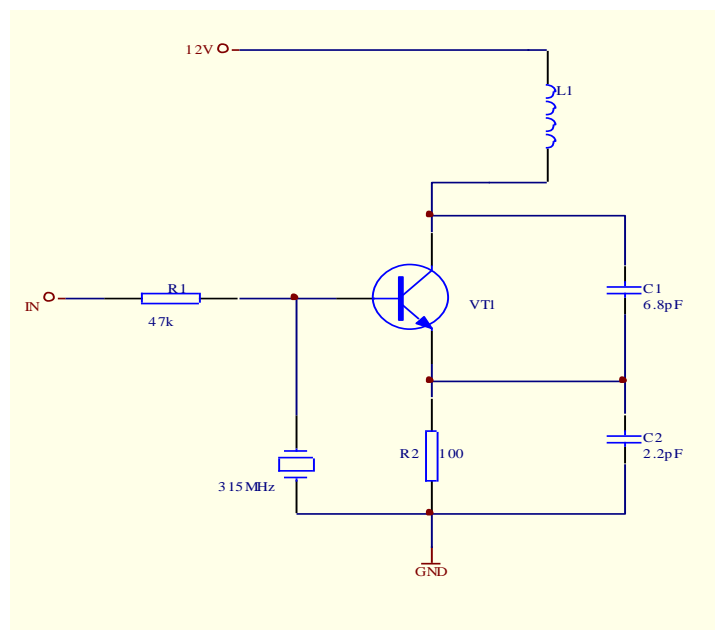 12V
L1
R1
47k
IN
VT1
C1
6.8pF
R2 100
C2
2.2pF
315MHz
GND